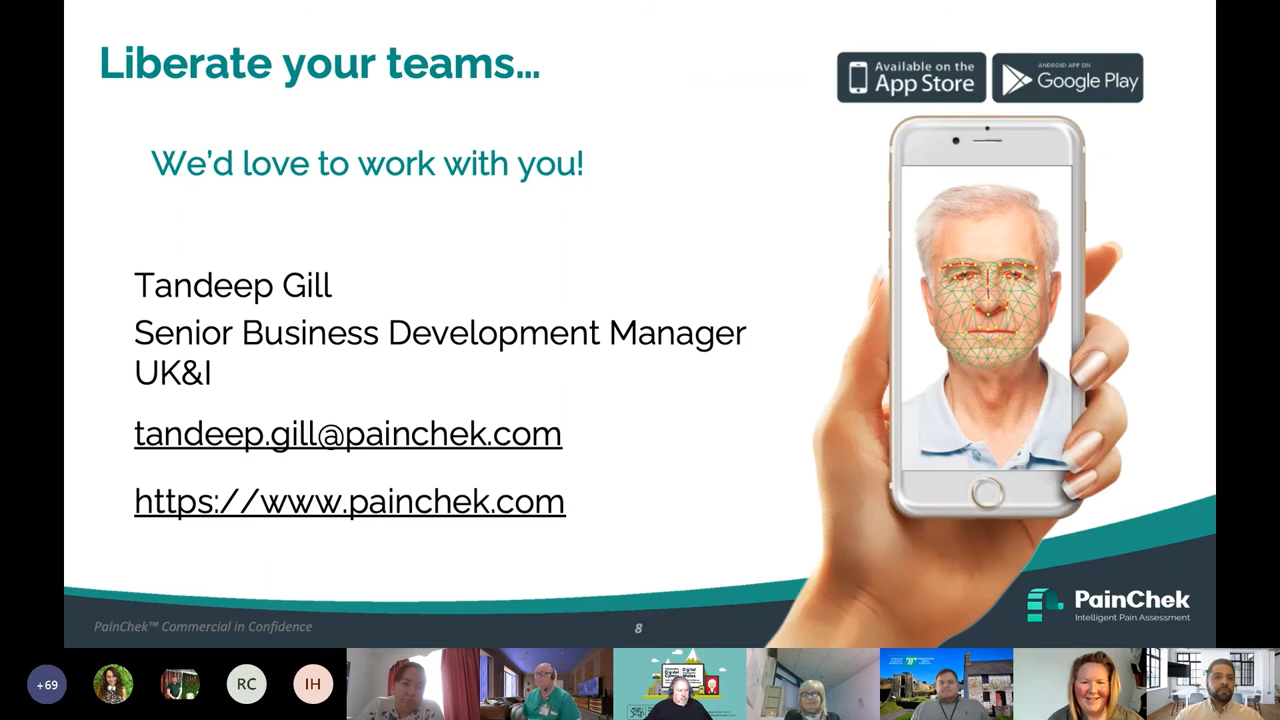 Liberate your teams...
Available on the
App Store
ANDROID APP ON
Google Play
We'd love to work with you!
Tandeep Gill
Senior Business Development Manager
UK&I
tandeep.gill@painchek.com
https://www.painchek.com
PainChek
Intelligent Pain Assessment
PainChek™ Commercial in Confidence
8
+69
RC
IH